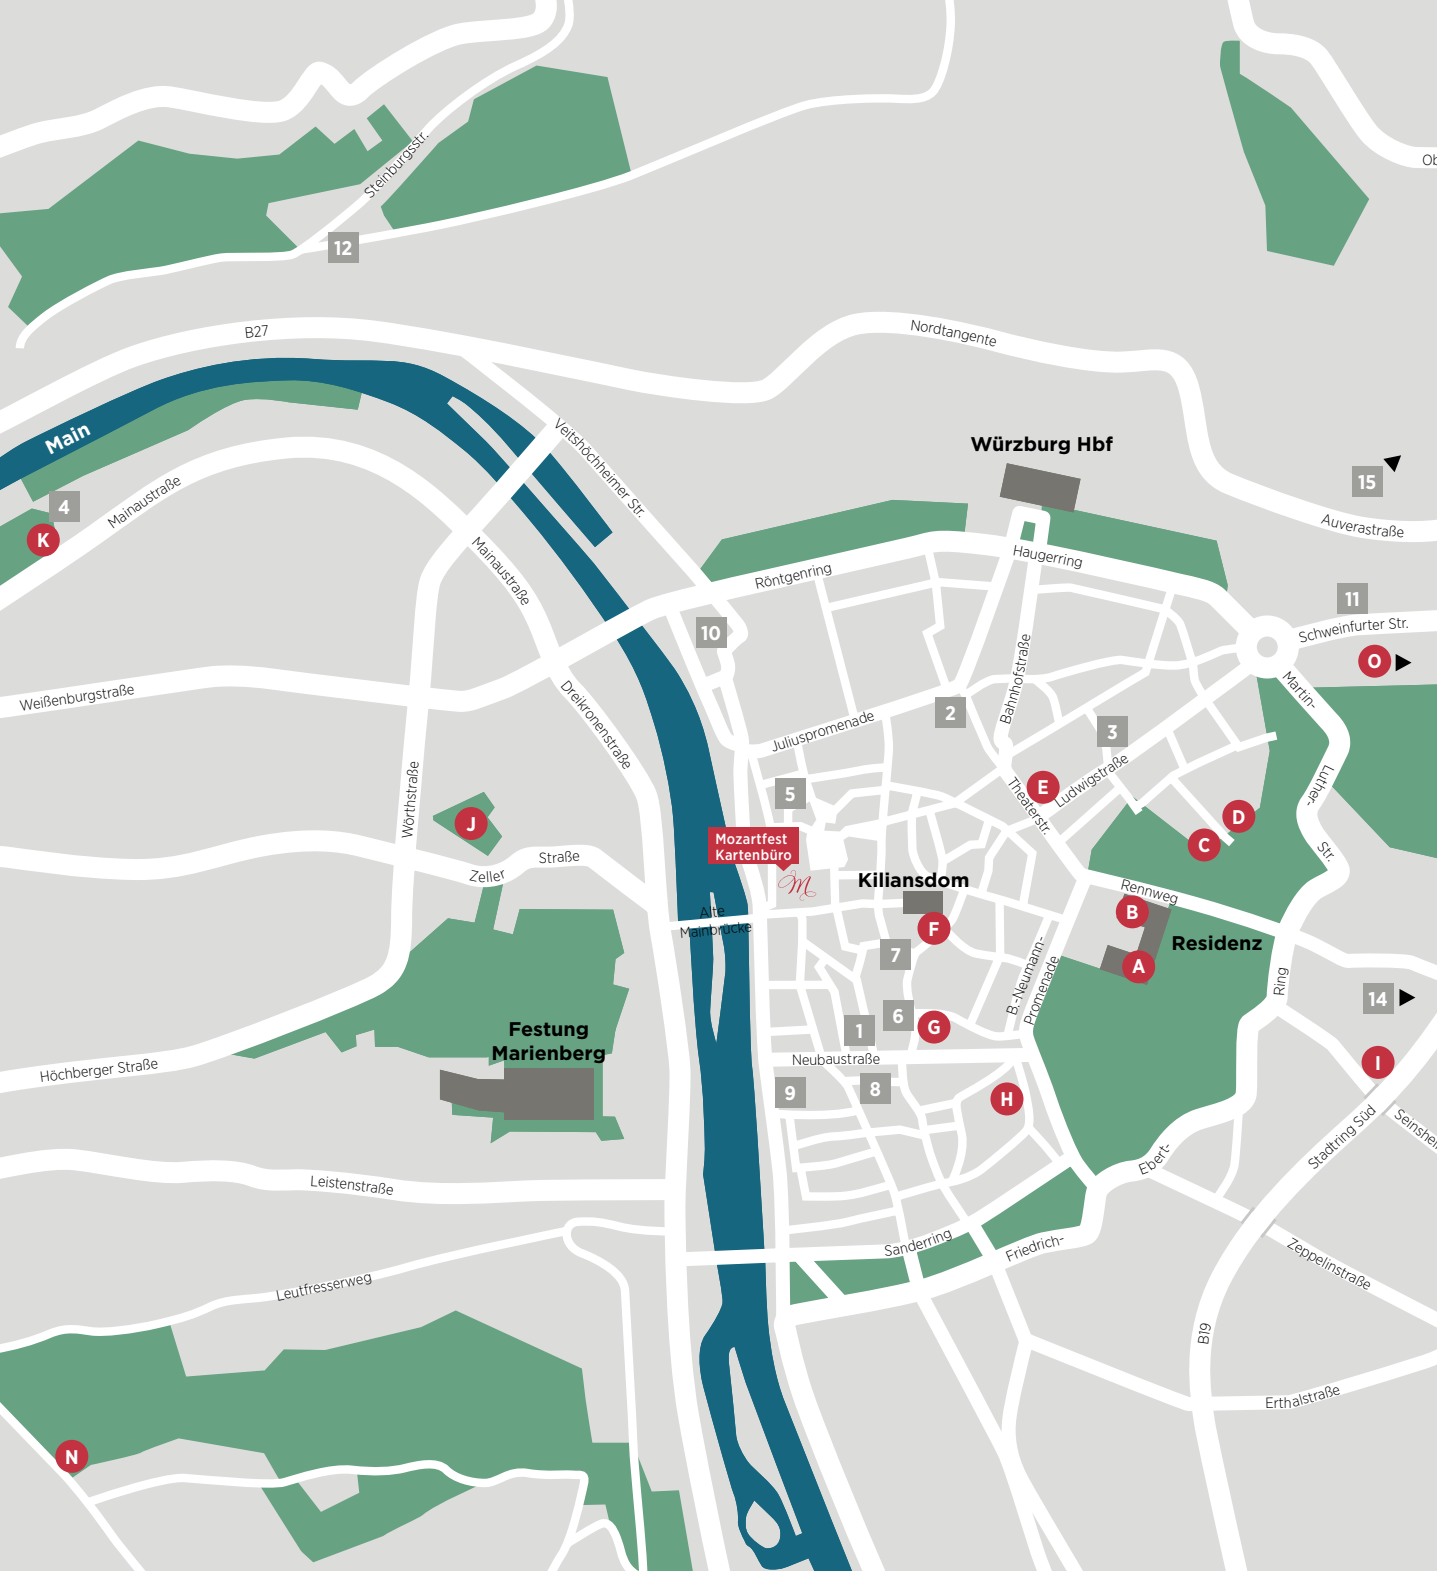 Ob
Steinburgsstr.
12
B27
Nordtangente
Main
Veitshöchheimer Str.
Würzburg Hbf
15
Mainaustraße
4
K
Auverastraße
Mainaustraße
Haugerring
Röntgenring
11
Schweinfurter Str.
10
O
Weißenburgstraße
Dreikronenstraße
Bahnhofstraße
Martin-
2
Juliuspromenade
3
Wörthstraße
5
E
Ludwigstraße
Theaterstr.
Luther-
J
D
Mozartfest
Kartenbüro
C
Str.
Straße
Zeller
M
Kiliansdom
Rennweg
Alte
Mainbrücke
B
F
Residenz
7
A
B.-Neumann-
Promenade
Ring
14
6
Festung
Marienberg
1
G
Neubaustraße
Höchberger Straße
I
9
8
H
Stadtring Süd
Seinshei
Ebert-
Leistenstraße
Sanderring
Friedrich-
Zeppelinstraße
Leutfresserweg
B19
Erthalstraße
N